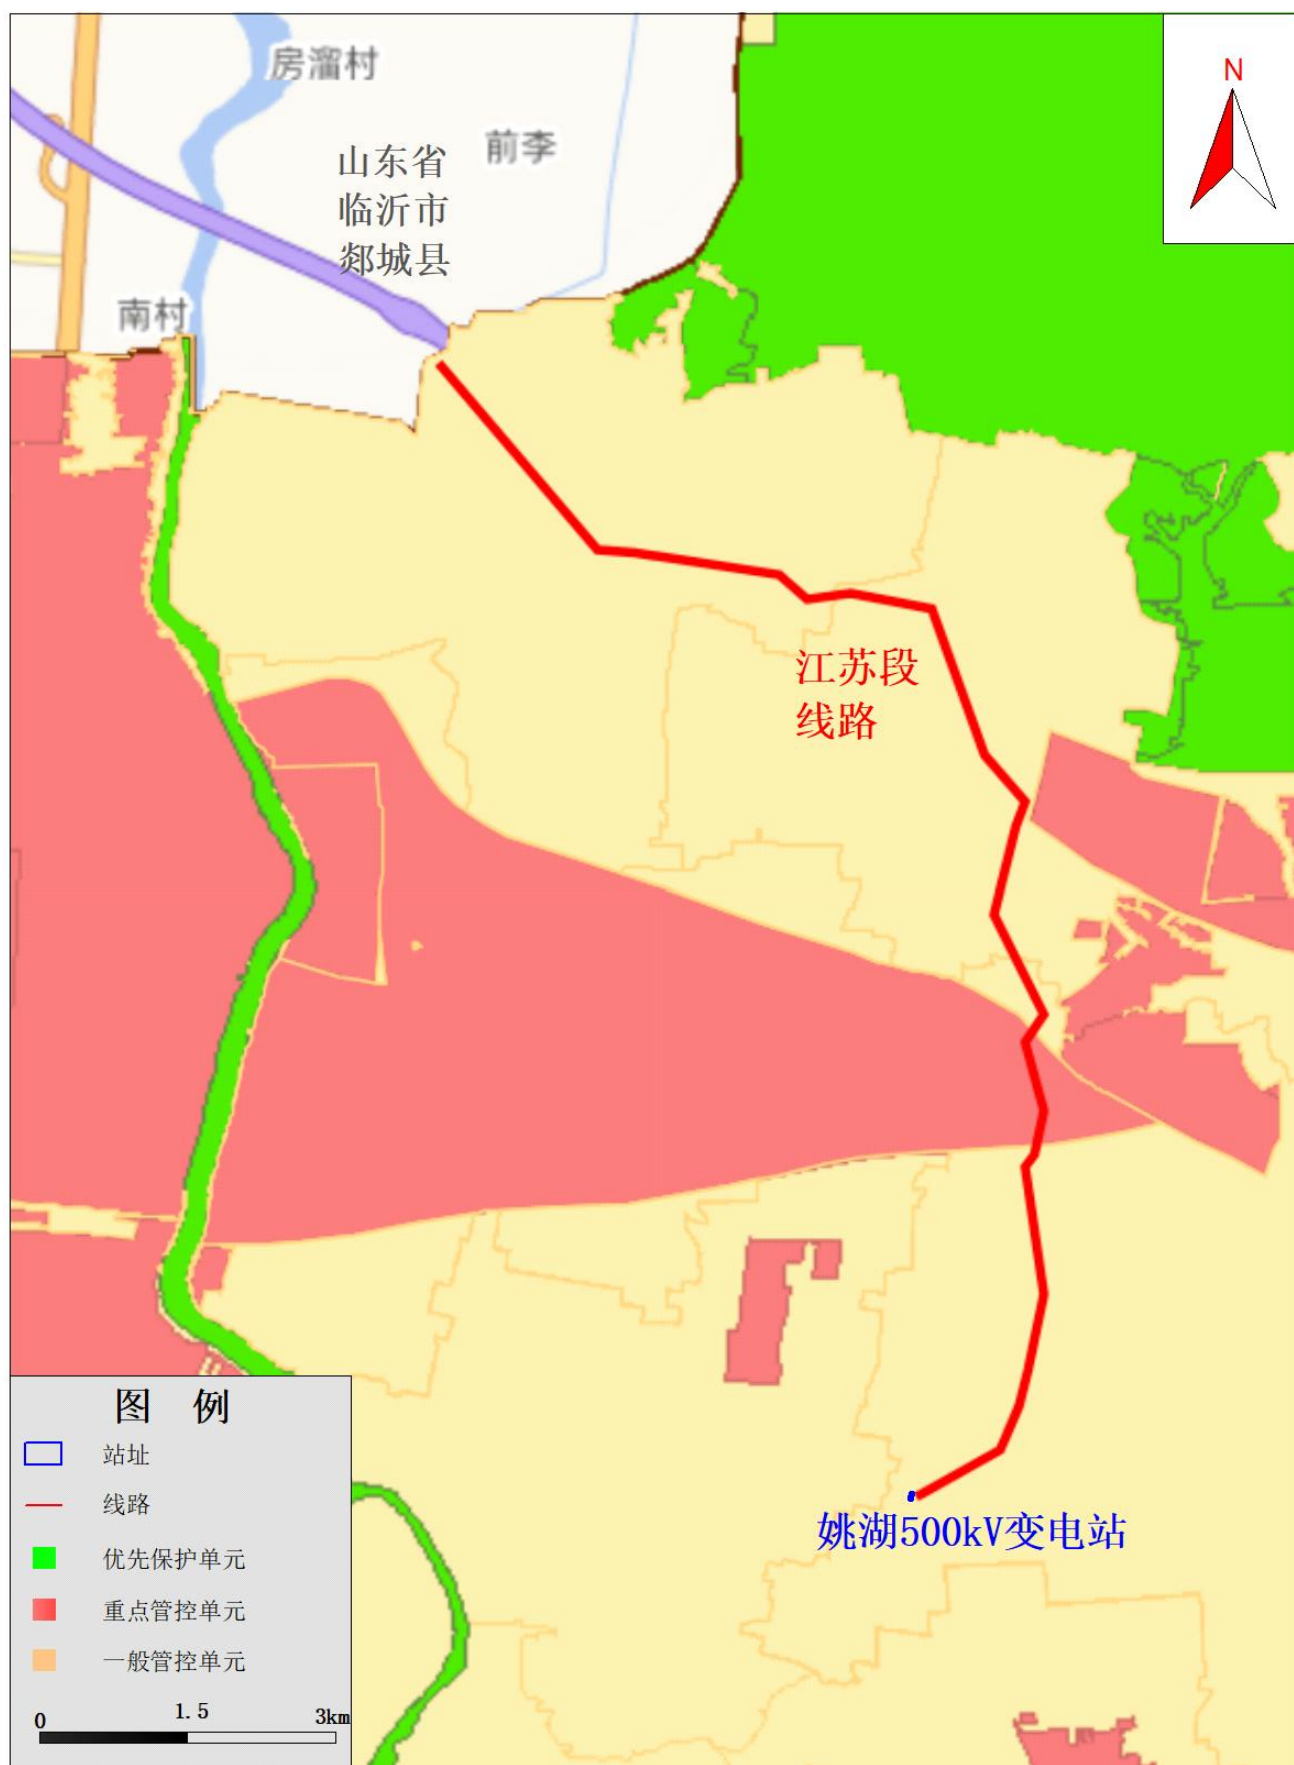 房溜村
N
前李
山东省
临沂市
郯城县
南村
江苏段
线路
姚湖500kV变电站
图 例
站址
线路
优先保护单元
重点管控单元
一般管控单元
0 1.5 3km